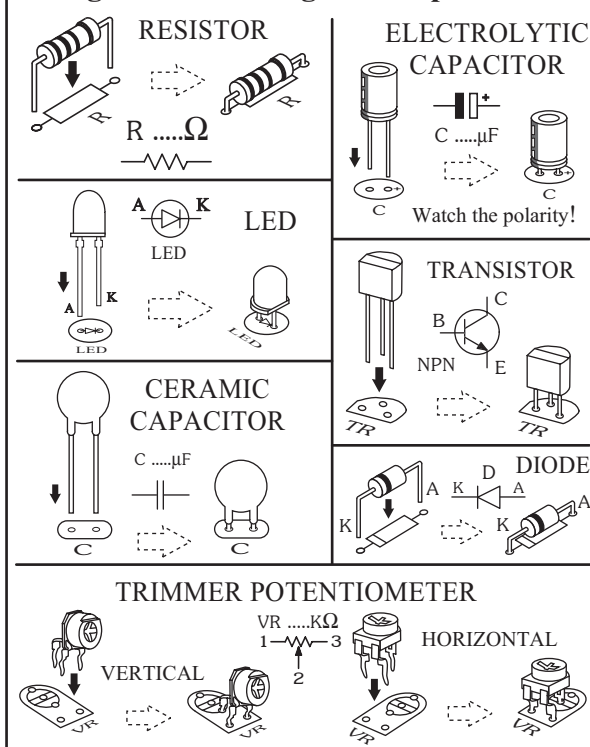 RESISTOR
R
R
R .....Ω
ELECTROLYTIC
CAPACITOR
+
C .....µF
+
C
+
C
Watch the polarity!
A
K
LED
LED
A
K
LED
LED
TRANSISTOR
C
B
E
NPN
TR
TR
CERAMIC
CAPACITOR
C .....µF
C
C
DIODE
D
K
A
A
K
K
A
TRIMMER POTENTIOMETER
VR .....KΩ
1
3
2
VERTICAL
HORIZONTAL
VR
VR
VR
VR